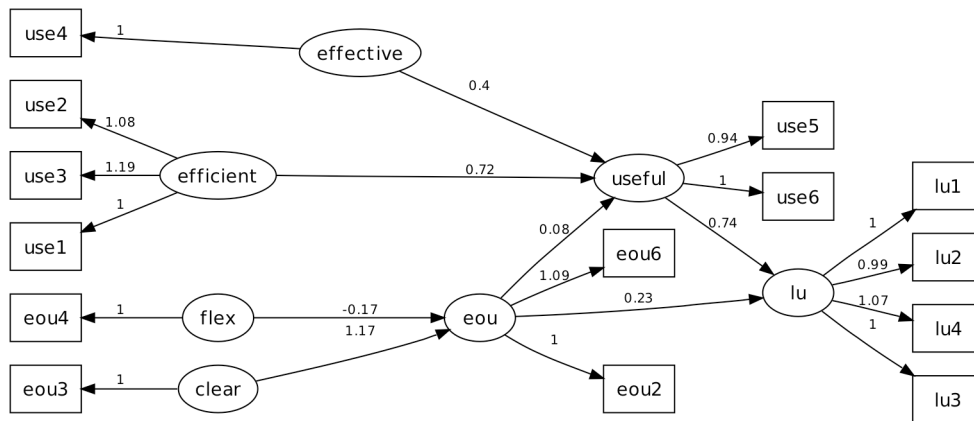 use4
1
effective
use2
0.4
1.08
use5
0.94
use3
1.19
efficient
0.72
useful
lu1
1
use6
1
use1
0.08
0.74
1
eou6
lu2
0.99
1.09
lu
eou4
1
flex
-0.17
eou
0.23
1.07
lu4
1.17
1
1
eou3
1
clear
eou2
lu3